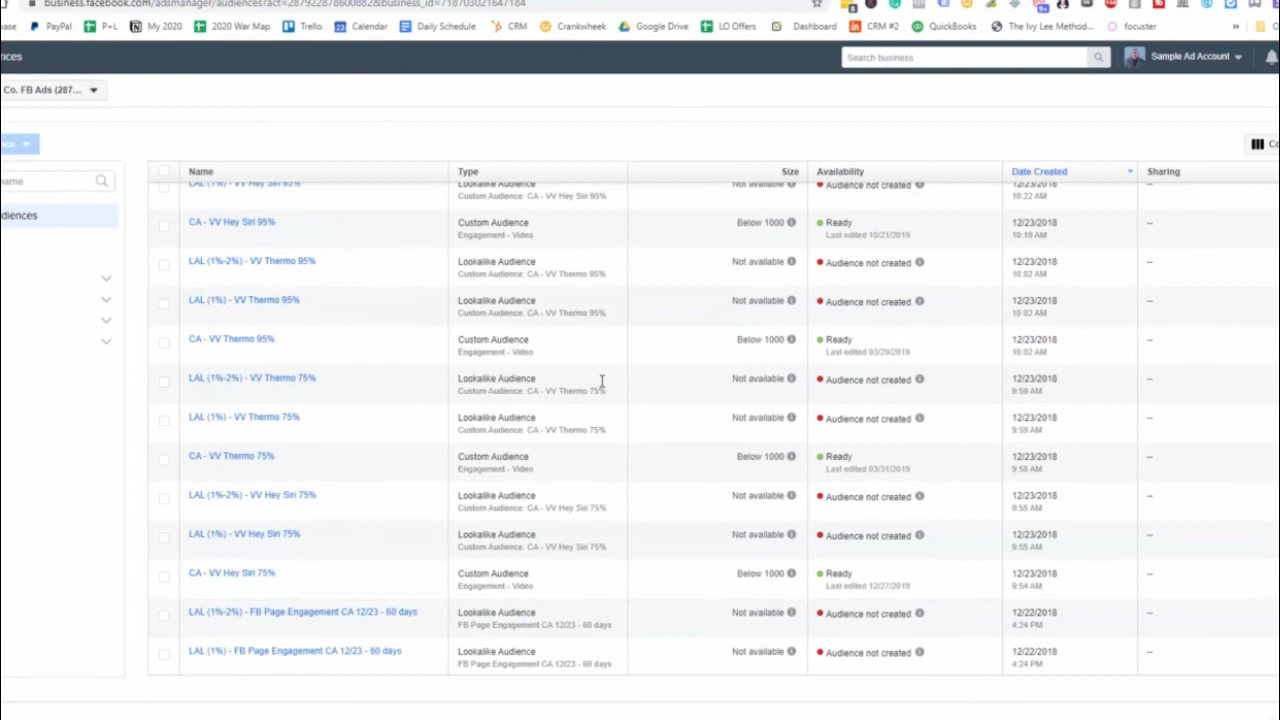 business.facebook.com/adsmanager/audiences?act=287922878600882&business_id=718703021647184
ase PayPal P+L My 2020 2020 War Map Trello Calendar Daily Schedule CRM Crankwheek Google Drive LO Offers Dashboard CRM #2 QuickBooks The Ivy Lee Method... focuster »
nces Search business Sample Ad Account
Co. FB Ads (287...
nce Co
name
diences
Name Type Size Availability Date Created Sharing
LAL (1%) - VV Hey Siri 95% Lookalike Audience Not available Audience not created 12/23/2018 --
Custom Audience: CA - VV Hey Siri 95% 10:22 AM
CA - VV Hey Siri 95% Custom Audience Below 1000 Ready 12/23/2018 --
Engagement - Video Last edited 10/21/2019 10:19 AM
LAL (1%-2%) - VV Thermo 95% Lookalike Audience Not available Audience not created 12/23/2018 --
Custom Audience: CA - VV Thermo 95% 10:02 AM
LAL (1%) - VV Thermo 95% Lookalike Audience Not available Audience not created 12/23/2018 --
Custom Audience: CA - VV Thermo 95% 10:02 AM
CA - VV Thermo 95% Custom Audience Below 1000 Ready 12/23/2018 --
Engagement - Video Last edited 03/29/2019 10:02 AM
LAL (1%-2%) - VV Thermo 75% Lookalike Audience Not available Audience not created 12/23/2018 --
Custom Audience: CA - VV Thermo 75% 9:59 AM
LAL (1%) - VV Thermo 75% Lookalike Audience Not available Audience not created 12/23/2018 --
Custom Audience: CA - VV Thermo 75% 9:59 AM
CA - VV Thermo 75% Custom Audience Below 1000 Ready 12/23/2018 --
Engagement - Video Last edited 03/31/2019 9:58 AM
LAL (1%-2%) - VV Hey Siri 75% Lookalike Audience Not available Audience not created 12/23/2018 --
Custom Audience: CA - VV Hey Siri 75% 9:55 AM
LAL (1%) - VV Hey Siri 75% Lookalike Audience Not available Audience not created 12/23/2018 --
Custom Audience: CA - VV Hey Siri 75% 9:55 AM
CA - VV Hey Siri 75% Custom Audience Below 1000 Ready 12/23/2018 --
Engagement - Video Last edited 12/27/2019 9:54 AM
LAL (1%-2%) - FB Page Engagement CA 12/23 - 60 days Lookalike Audience Not available Audience not created 12/22/2018 --
FB Page Engagement CA 12/23 - 60 days 4:24 PM
LAL (1%) - FB Page Engagement CA 12/23 - 60 days Lookalike Audience Not available Audience not created 12/22/2018 --
FB Page Engagement CA 12/23 - 60 days 4:24 PM